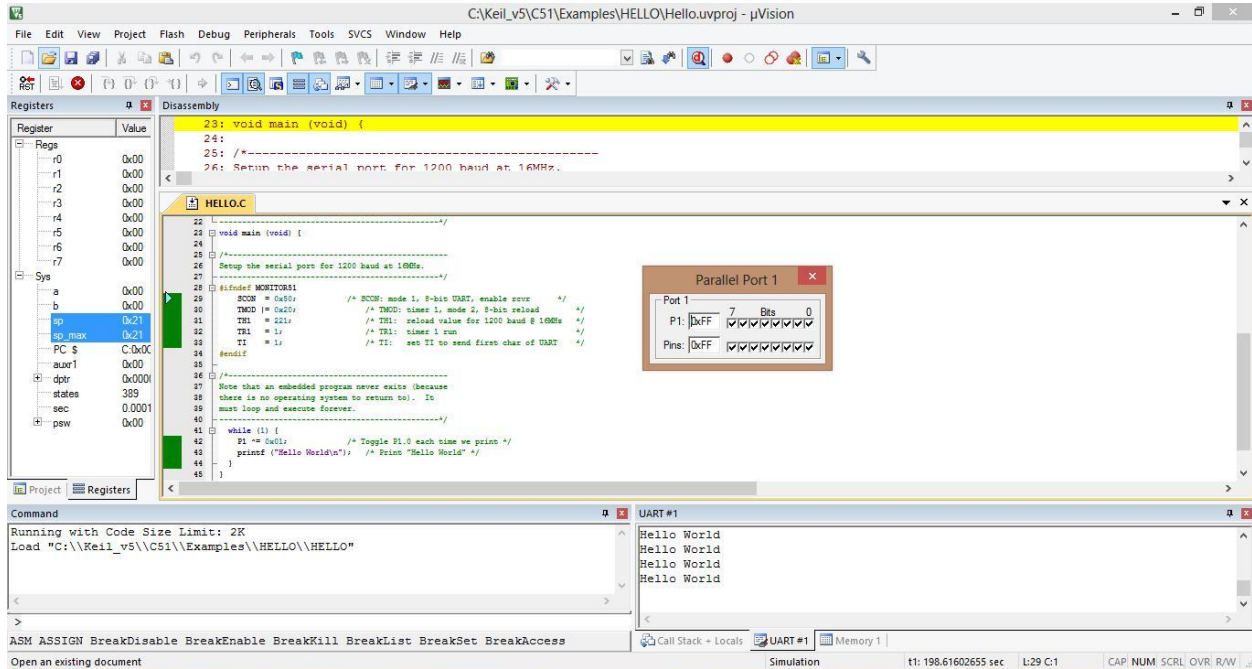 C:\Keil_v5\C51\Examples\HELLO\Hello.uvproj - µVision
File Edit View Project Flash Debug Peripherals Tools SVCS Window Help
RST
Registers
Register Value
Regs
r0 0x00
r1 0x00
r2 0x00
r3 0x00
r4 0x00
r5 0x00
r6 0x00
r7 0x00
Sys
a 0x00
b 0x00
sp 0x21
sp_max 0x21
PC $ C:0x00
auxr1 0x00
dptr 0x000
states 389
sec 0.0001
psw 0x00
Project Registers
Disassembly
23: void main (void) {
24:
25: /*------------------------------------------------
26: Setup the serial port for 1200 baud at 16MHz.
HELLO.C
22 ------------------------------------------------*/
23 void main (void) {
24
25 /*------------------------------------------------
26 Setup the serial port for 1200 baud at 16MHz.
27 ------------------------------------------------*/
28 #ifndef MONITOR51
29 SCON = 0x50; /* SCON: mode 1, 8-bit UART, enable rcvr */
30 TMOD |= 0x20; /* TMOD: timer 1, mode 2, 8-bit reload */
31 TH1 = 221; /* TH1: reload value for 1200 baud @ 16MHz */
32 TR1 = 1; /* TR1: timer 1 run */
33 TI = 1; /* TI: set TI to send first char of UART */
34 #endif
35
36 /*------------------------------------------------
37 Note that an embedded program never exits (because
38 there is no operating system to return to). It
39 must loop and execute forever.
40 ------------------------------------------------*/
41 while (1) {
42 P1 ^= 0x01; /* Toggle P1.0 each time we print */
43 printf ("Hello World\n"); /* Print "Hello World" */
44 }
45 }
Parallel Port 1
Port 1
7 Bits 0
P1: 0xFF
Pins: 0xFF
Command
Running with Code Size Limit: 2K
Load "C:\\Keil_v5\\C51\\Examples\\HELLO\\HELLO"
>
ASM ASSIGN BreakDisable BreakEnable BreakKill BreakList BreakSet BreakAccess
UART #1
Hello World
Hello World
Hello World
Hello World
Call Stack + Locals UART #1 Memory 1
Open an existing document Simulation t1: 198.61602655 sec L:29 C:1 CAP NUM SCRL OVR R/W